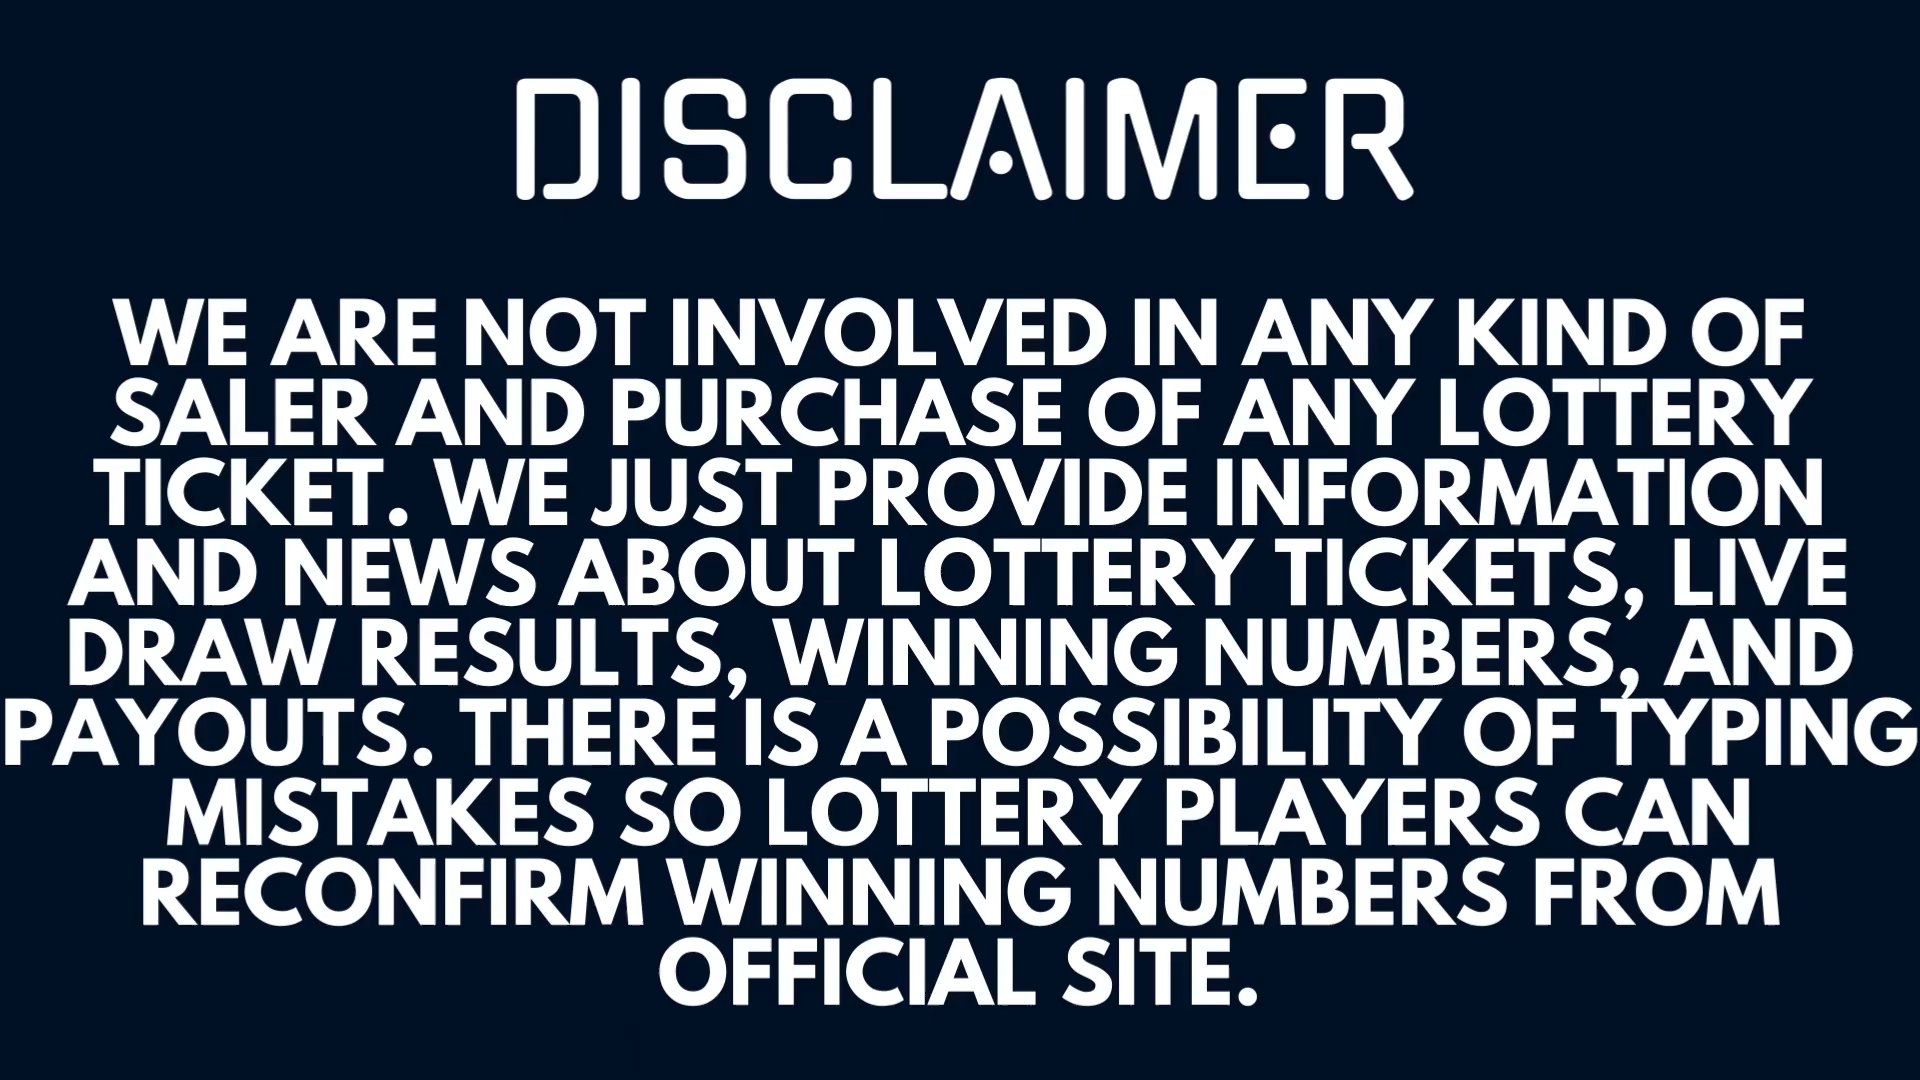 DISCLAIMER
WE ARE NOT INVOLVED IN ANY KIND OF
SALER AND PURCHASE OF ANY LOTTERY
TICKET. WE JUST PROVIDE INFORMATION
AND NEWS ABOUT LOTTERY TICKETS, LIVE
DRAW RESULTS, WINNING NUMBERS, AND
PAYOUTS. THERE IS A POSSIBILITY OF TYPING
MISTAKES SO LOTTERY PLAYERS CAN
RECONFIRM WINNING NUMBERS FROM
OFFICIAL SITE.